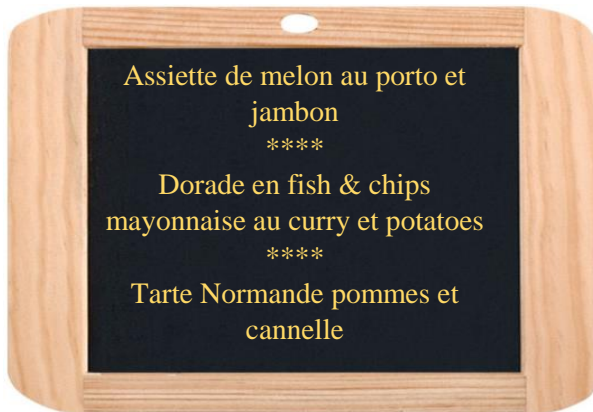 Assiette de melon au porto et
jambon
****
Dorade en fish & chips
mayonnaise au curry et potatoes
****
Tarte Normande pommes et
cannelle